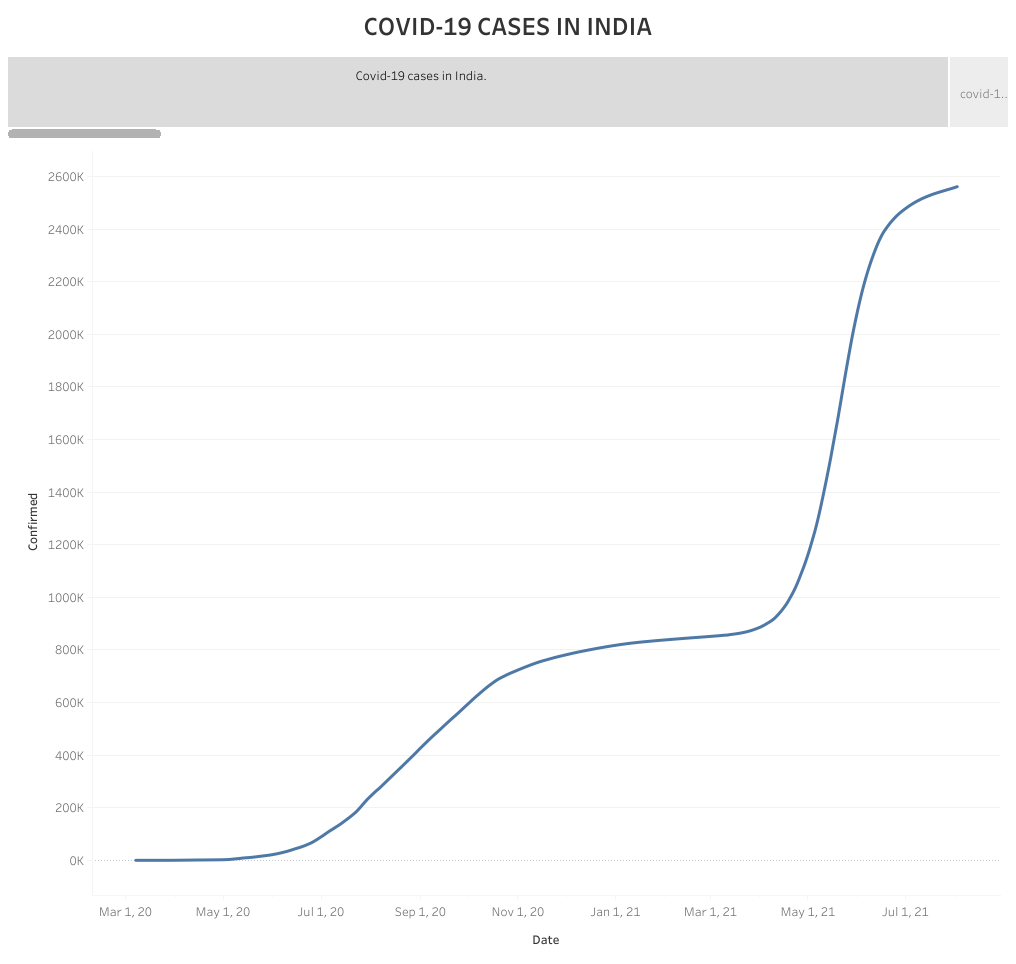 COVID-19 CASES IN INDIA
Covid-19 cases in India.
covid-1..
2600K
2400K
2200K
2000K
1800K
1600K
1400K
1200K
1000K
800K
600K
400K
200K
0K
Confirmed
Mar 1, 20 May 1, 20 Jul 1, 20 Sep 1, 20 Nov 1, 20 Jan 1, 21 Mar 1, 21 May 1, 21 Jul 1, 21
Date